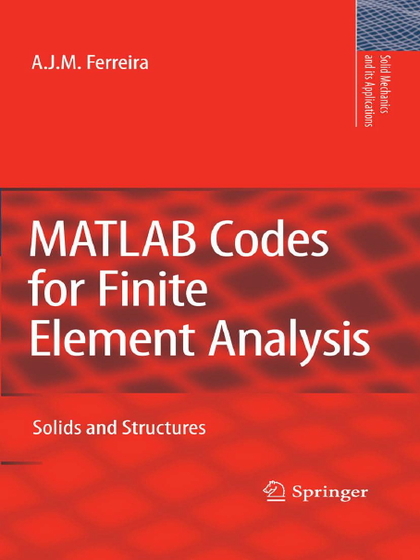 A.J.M. Ferreira
Solid Mechanics
and its Applications
MATLAB Codes
for Finite
Element Analysis
Solids and Structures
Springer